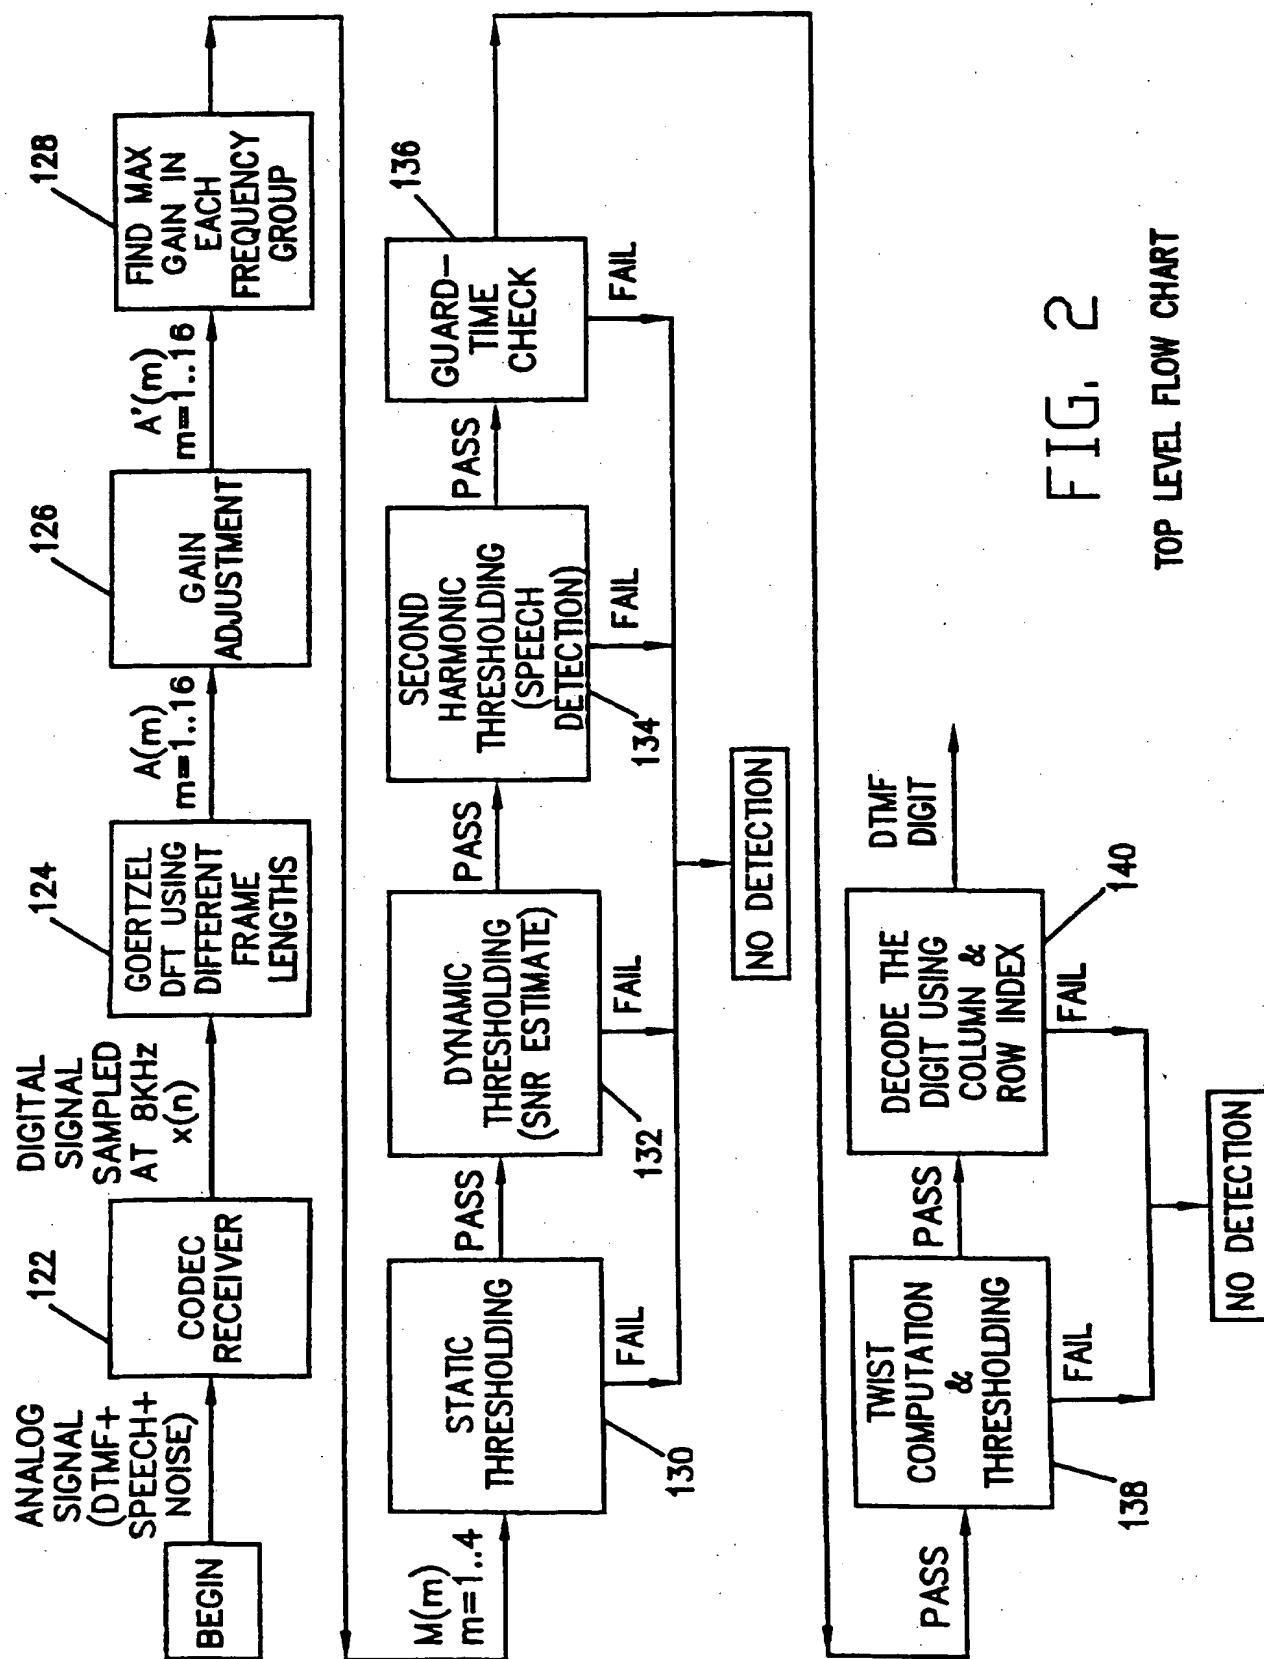 BEGIN
ANALOG
SIGNAL
(DTMF+
SPEECH+
NOISE)
122
CODEC
RECEIVER
DIGITAL
SIGNAL
SAMPLED
AT 8KHz
x(n)
124
GOERTZEL
DFT USING
DIFFERENT
FRAME
LENGTHS
A(m)
m=1..16
126
GAIN
ADJUSTMENT
A'(m)
m=1..16
128
FIND MAX
GAIN IN
EACH
FREQUENCY
GROUP
M(m)
m=1..4
STATIC
THRESHOLDING
130
FAIL
PASS
DYNAMIC
THRESHOLDING
(SNR ESTIMATE)
132
FAIL
PASS
SECOND
HARMONIC
THRESHOLDING
(SPEECH
DETECTION)
134
FAIL
PASS
136
GUARD-
TIME
CHECK
FAIL
NO DETECTION
PASS
TWIST
COMPUTATION
&
THRESHOLDING
138
FAIL
PASS
DECODE THE
DIGIT USING
COLUMN &
ROW INDEX
140
FAIL
DTMF
DIGIT
NO DETECTION
FIG. 2
TOP LEVEL FLOW CHART